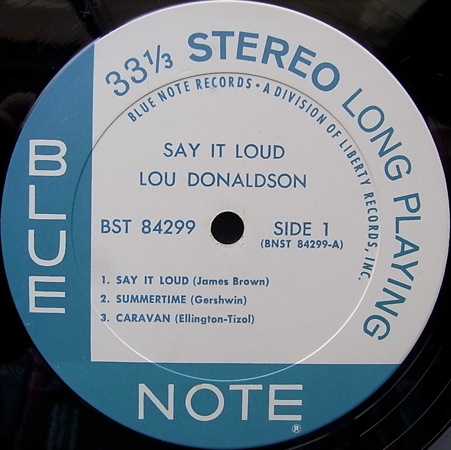 33⅓ STEREO LONG PLAYING
BLUE NOTE RECORDS • A DIVISION OF LIBERTY RECORDS, INC.
SAY IT LOUD
LOU DONALDSON
BST 84299 SIDE 1
(BNST 84299-A)
1. SAY IT LOUD (James Brown)
2. SUMMERTIME (Gershwin)
3. CARAVAN (Ellington-Tizol)
BLUE
NOTE ®